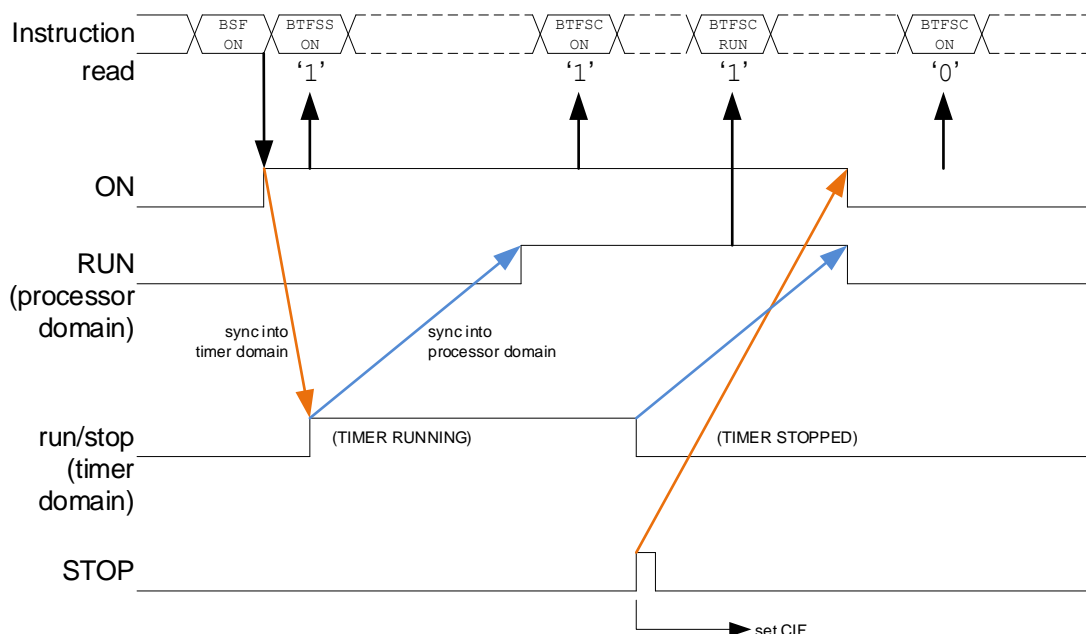 Instruction
BSF
ON
BTFSS
ON
BTFSC
ON
BTFSC
RUN
BTFSC
ON
read
‘1’
‘1’
‘1’
‘0’
ON
RUN
(processor
domain)
sync into
timer domain
sync into
processor domain
run/stop
(timer
domain)
(TIMER RUNNING)
(TIMER STOPPED)
STOP
set CIF